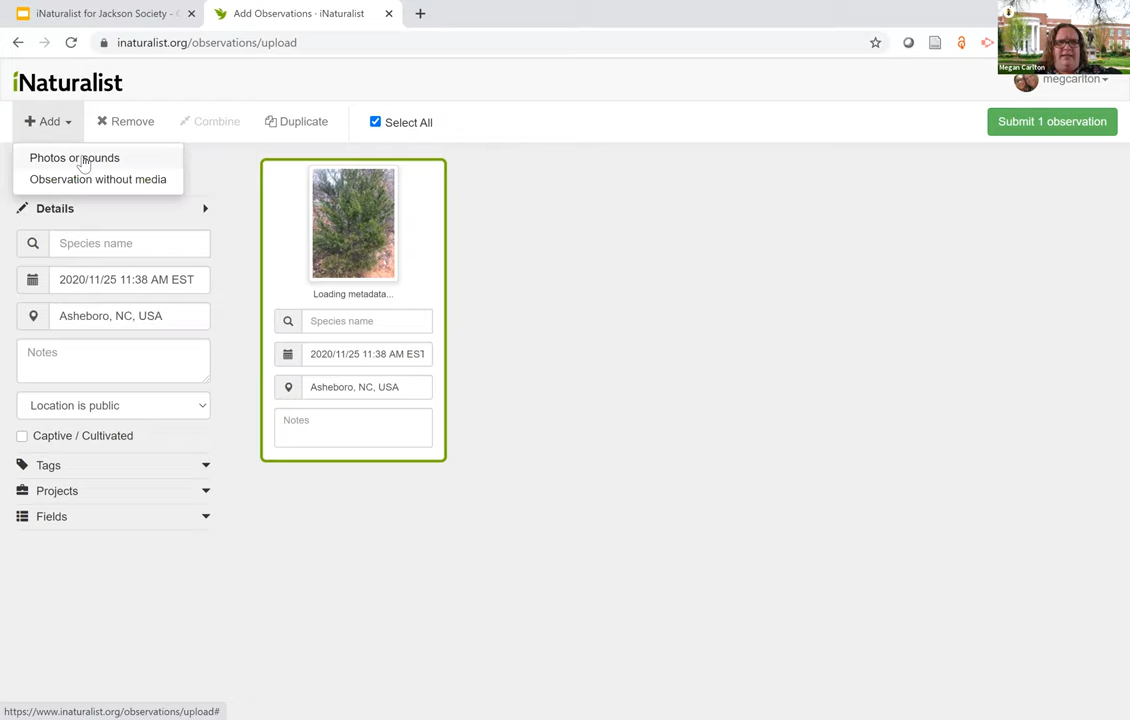 iNaturalist for Jackson Society -
Add Observations · iNaturalist
inaturalist.org/observations/upload
Megan Carlton
iNaturalist
megcarlton
Add
Remove
Combine
Duplicate
Select All
Submit 1 observation
Photos or sounds
Observation without media
Details
Species name
2020/11/25 11:38 AM EST
Asheboro, NC, USA
Notes
Location is public
Captive / Cultivated
Tags
Projects
Fields
Loading metadata...
Species name
2020/11/25 11:38 AM EST
Asheboro, NC, USA
Notes
https://www.inaturalist.org/observations/upload#